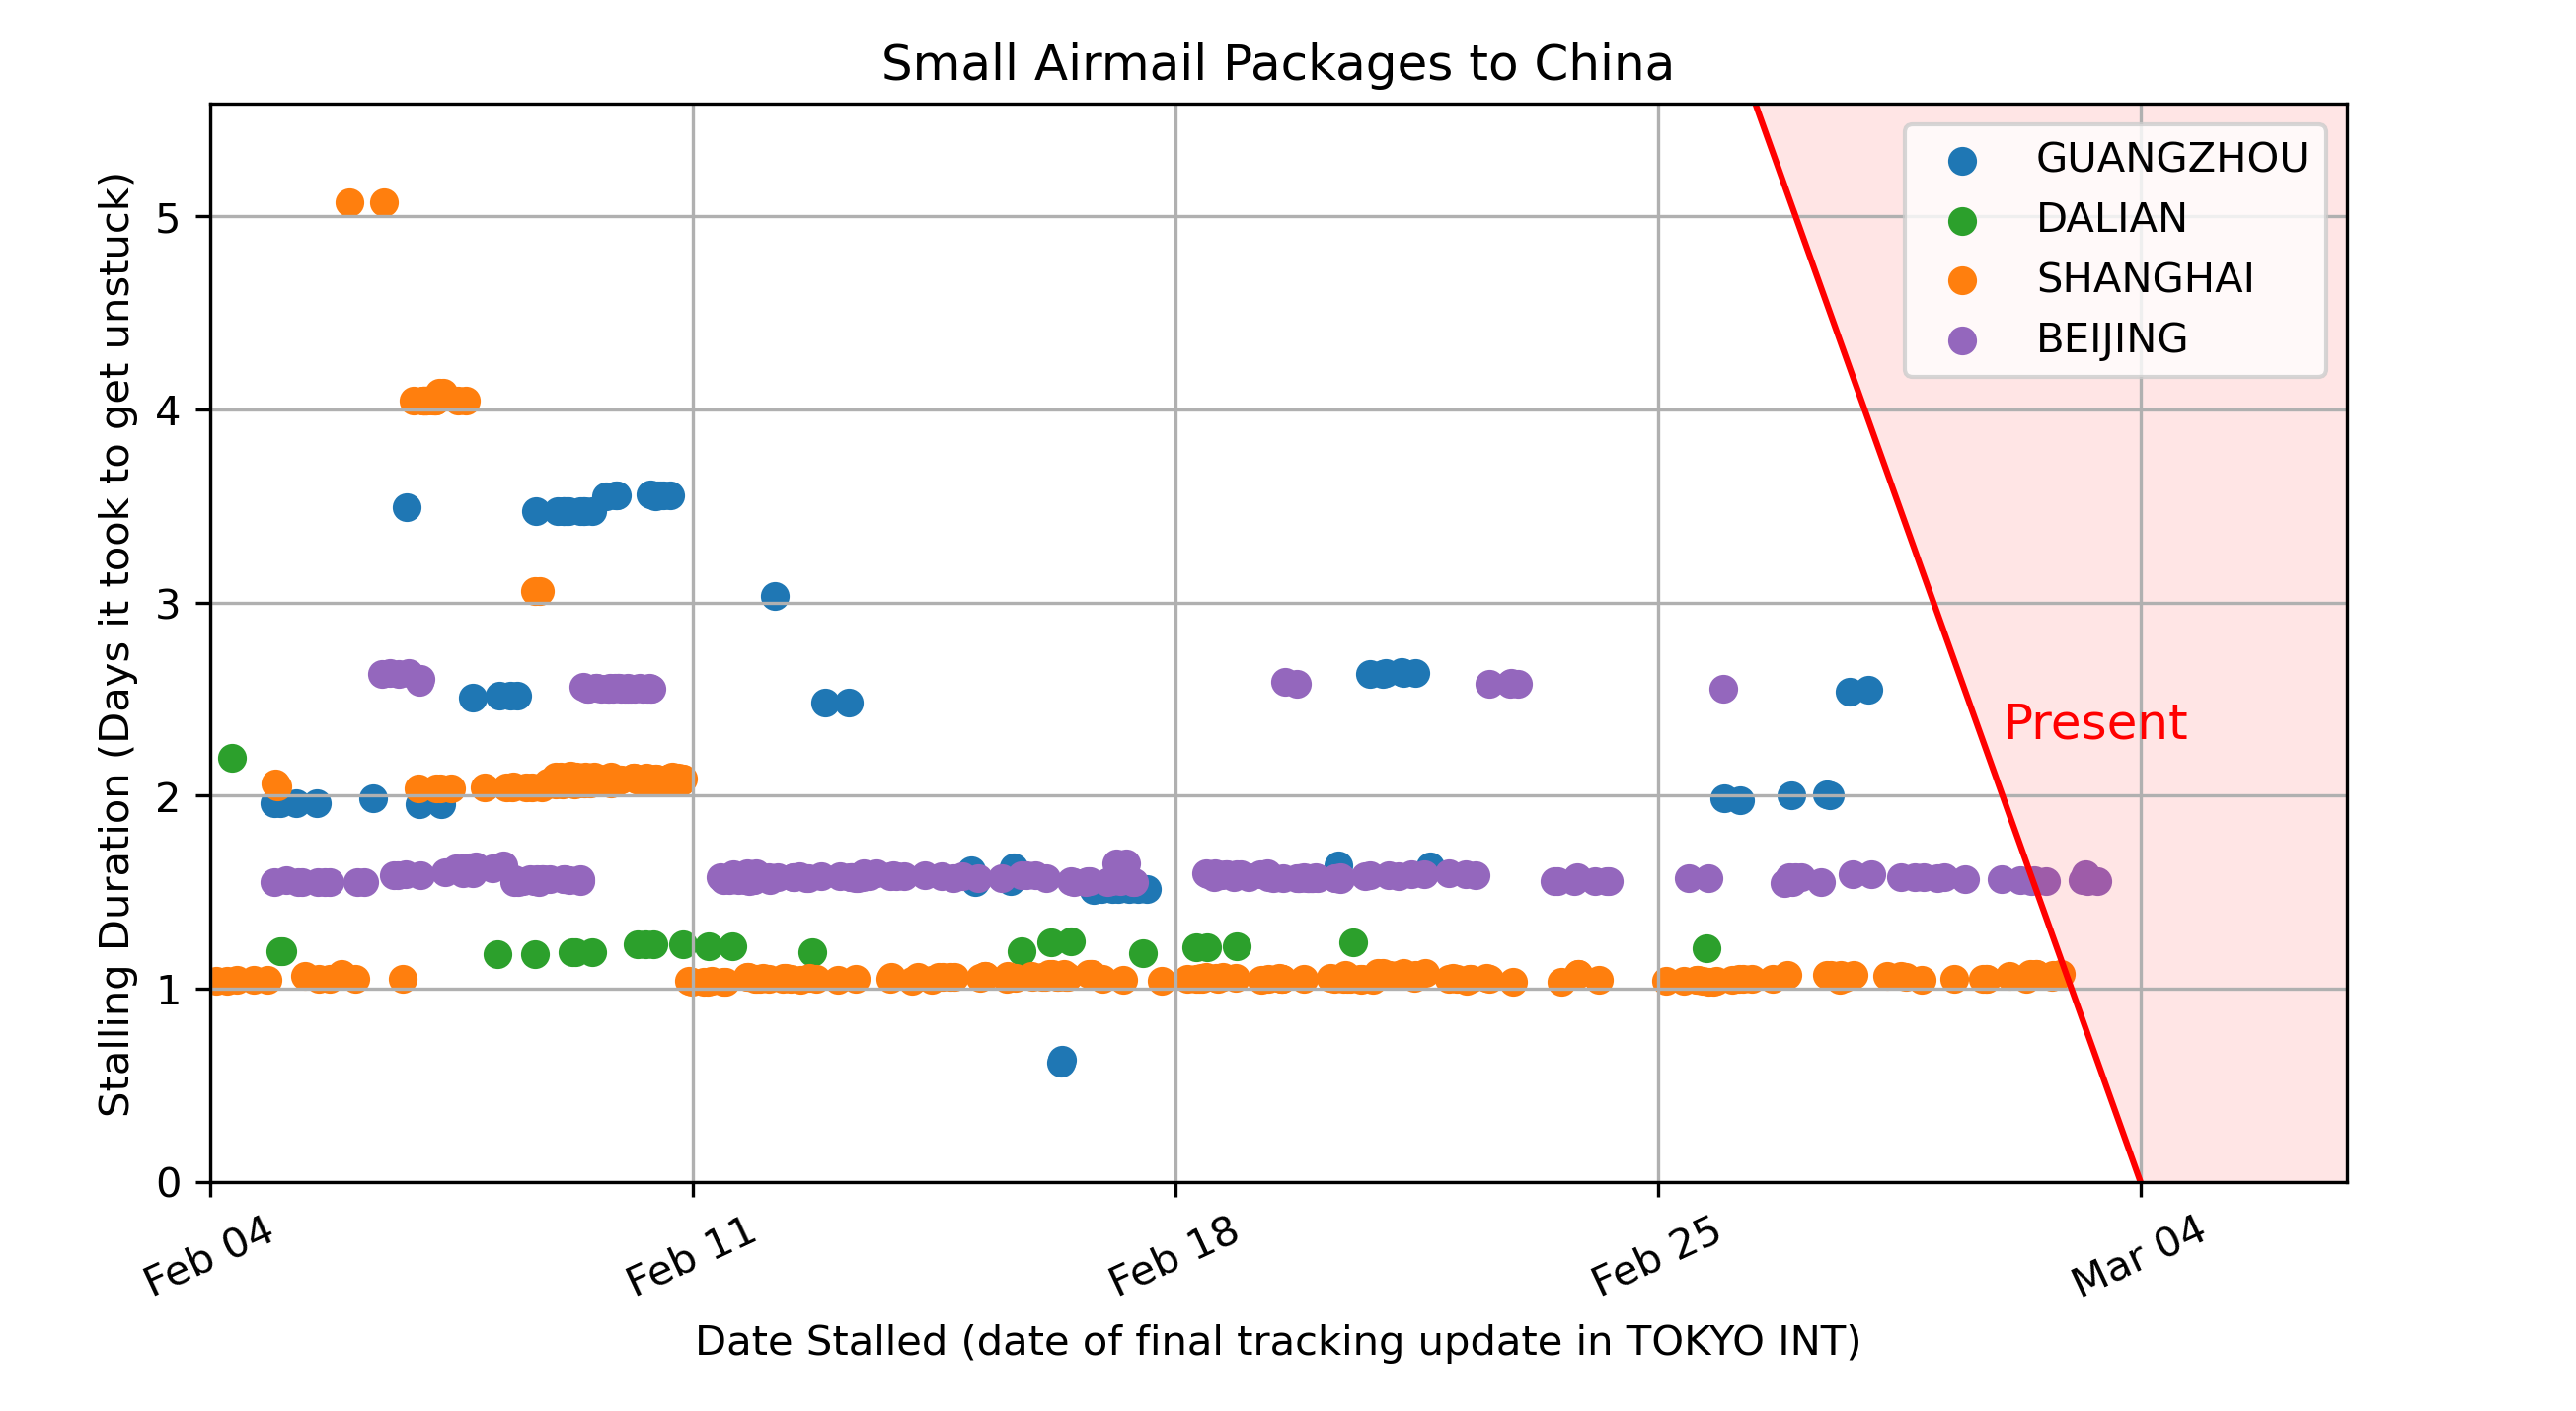 Small Airmail Packages to China
Stalling Duration (Days it took to get unstuck)
5
4
3
2
1
0
GUANGZHOU
DALIAN
SHANGHAI
BEIJING
Present
Feb 04
Feb 11
Feb 18
Feb 25
Mar 04
Date Stalled (date of final tracking update in TOKYO INT)